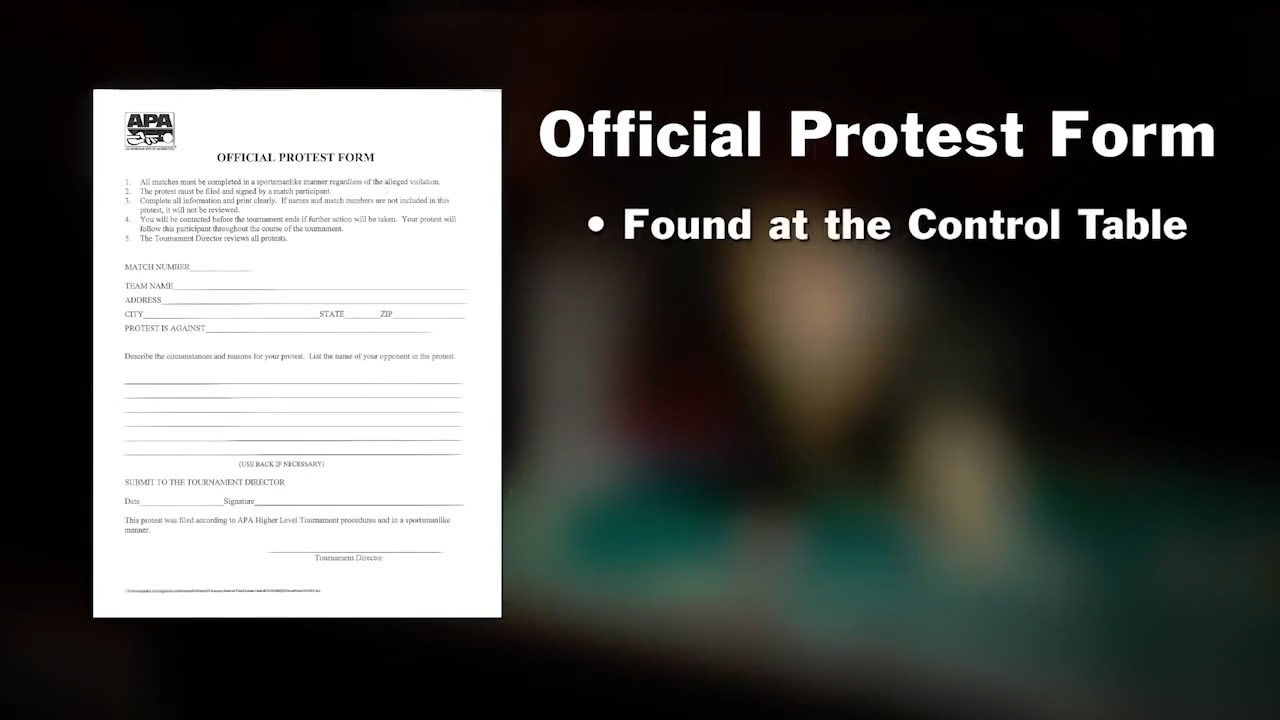 APA
OFFICIAL PROTEST FORM
1. All matches must be completed in a sportsmanlike manner regardless of the alleged violation.
2. The protest must be filed and signed by a match participant.
3. Complete all information and print clearly. If names and match numbers are not included in this
protest, it will not be reviewed.
4. You will be contacted before the tournament ends if further action will be taken. Your protest will
follow this participant throughout the course of the tournament.
5. The Tournament Director reviews all protests.
MATCH NUMBER
TEAM NAME
ADDRESS
CITY STATE ZIP
PROTEST IS AGAINST
Describe the circumstances and reasons for your protest. List the name of your opponent in the protest.
(USE BACK IF NECESSARY)
SUBMIT TO THE TOURNAMENT DIRECTOR
Date Signature
This protest was filed according to APA Higher Level Tournament procedures and in a sportsmanlike
manner.
Tournament Director
Official Protest Form
• Found at the Control Table